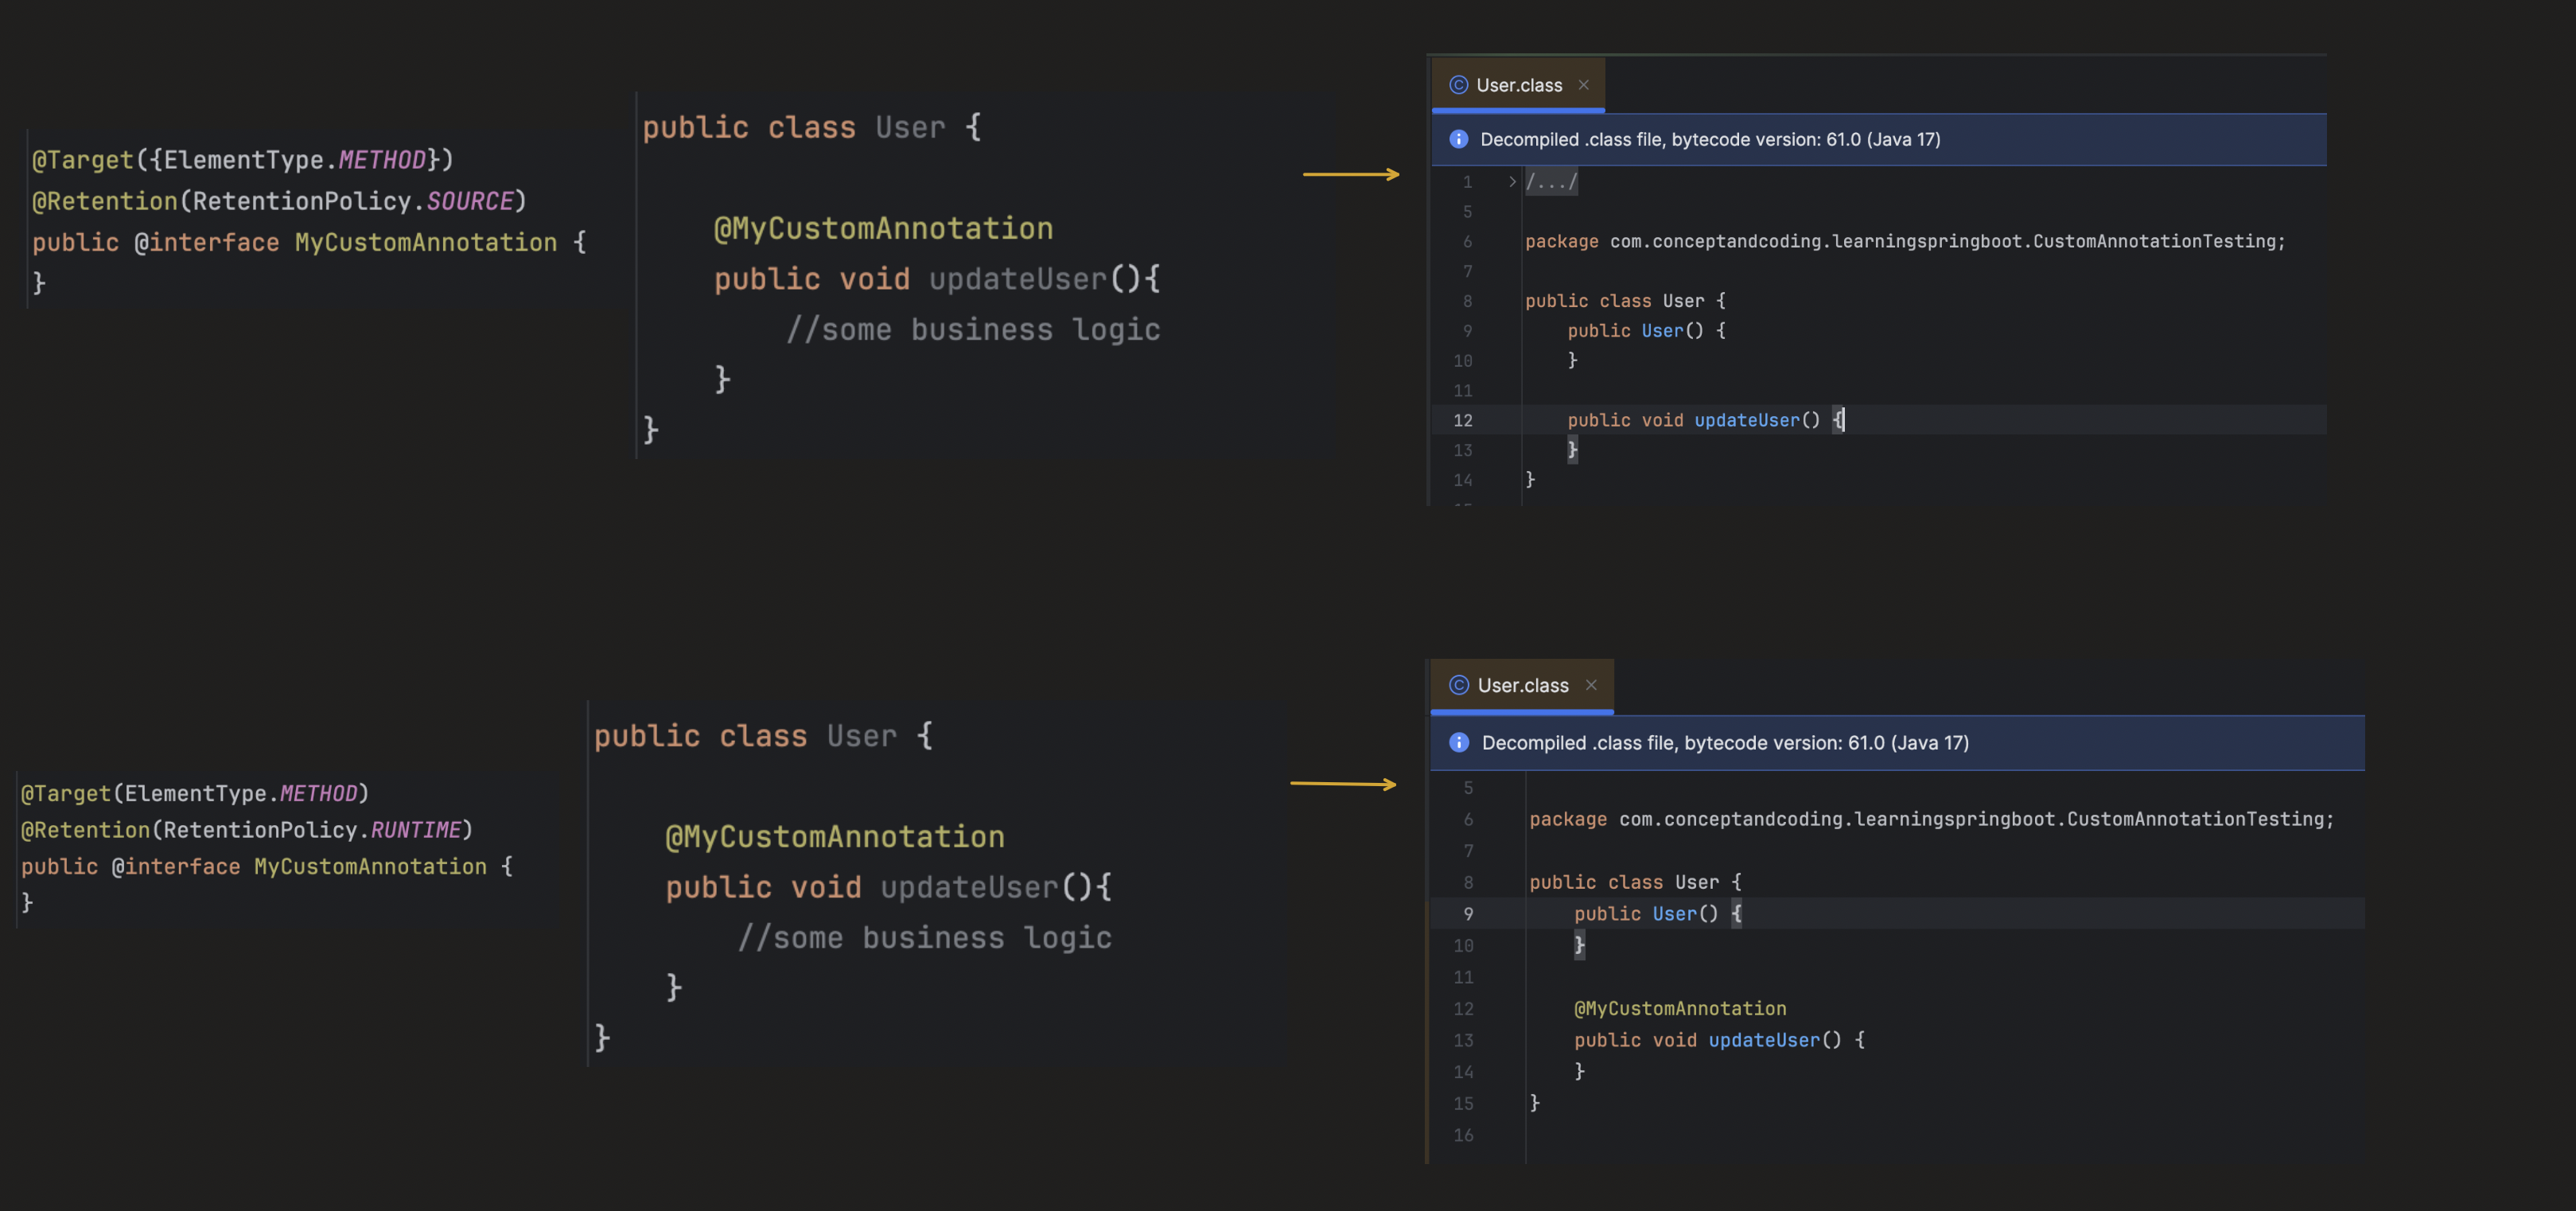 @Target({ElementType.METHOD})
@Retention(RetentionPolicy.SOURCE)
public @interface MyCustomAnnotation {
}
public class User {
@MyCustomAnnotation
public void updateUser(){
//some business logic
}
}
User.class
Decompiled .class file, bytecode version: 61.0 (Java 17)
1 /.../
5
6 package com.conceptandcoding.learningspringboot.CustomAnnotationTesting;
7
8 public class User {
9 public User() {
10 }
11
12 public void updateUser() {
13 }
14 }
@Target(ElementType.METHOD)
@Retention(RetentionPolicy.RUNTIME)
public @interface MyCustomAnnotation {
}
public class User {
@MyCustomAnnotation
public void updateUser(){
//some business logic
}
}
User.class
Decompiled .class file, bytecode version: 61.0 (Java 17)
5
6 package com.conceptandcoding.learningspringboot.CustomAnnotationTesting;
7
8 public class User {
9 public User() {
10 }
11
12 @MyCustomAnnotation
13 public void updateUser() {
14 }
15 }
16